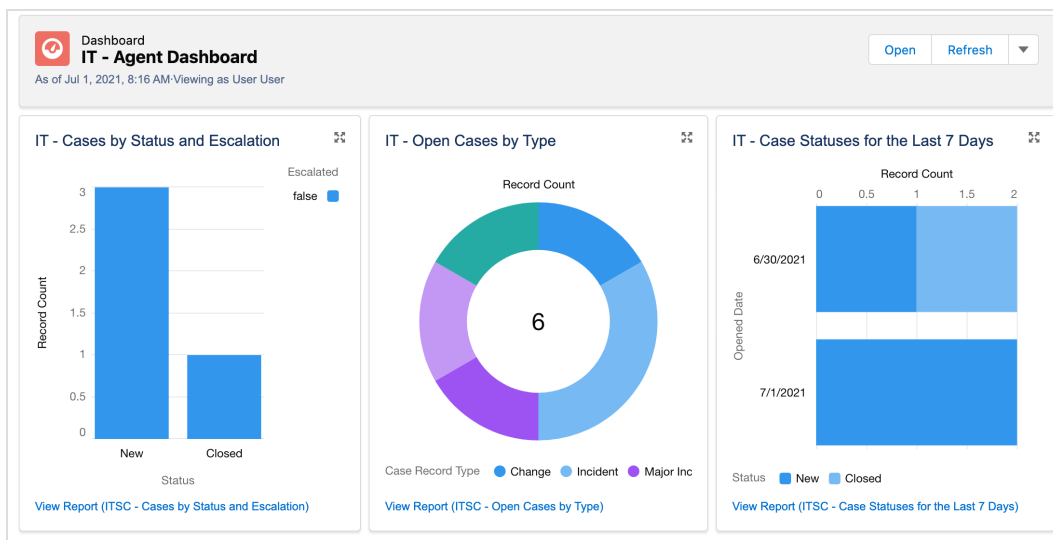 Dashboard
IT - Agent Dashboard
As of Jul 1, 2021, 8:16 AM·Viewing as User User
Open
Refresh
IT - Cases by Status and Escalation
Escalated
false
3
2.5
2
1.5
1
0.5
0
Record Count
New
Closed
Status
View Report (ITSC - Cases by Status and Escalation)
IT - Open Cases by Type
Record Count
6
Case Record Type
Change
Incident
Major Inc
View Report (ITSC - Open Cases by Type)
IT - Case Statuses for the Last 7 Days
Record Count
0 0.5 1 1.5 2
Opened Date
6/30/2021
7/1/2021
Status
New
Closed
View Report (ITSC - Case Statuses for the Last 7 Days)